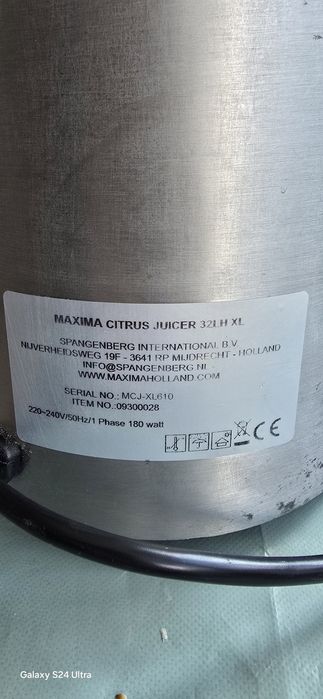 MAXIMA CITRUS JUICER 32LH XL
SPANGENBERG INTERNATIONAL B.V.
NIJVERHEIDSWEG 19F - 3641 RP MIJDRECHT - HOLLAND
INFO@SPANGENBERG.NL
WWW.MAXIMAHOLLAND.COM
SERIAL NO.: MCJ-XL610
ITEM NO.:09300028
220~240V/50Hz/1 Phase 180 watt
CE
Galaxy S24 Ultra